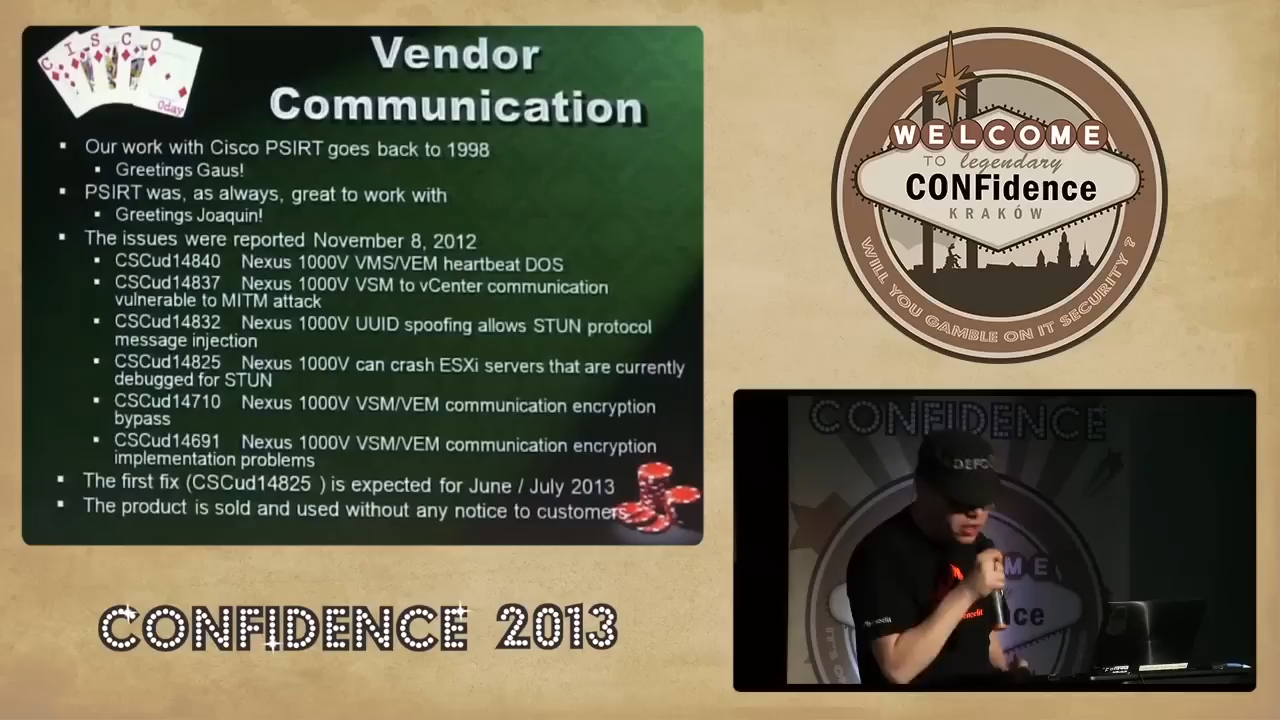 CISCO
0day
Vendor
Communication
Our work with Cisco PSIRT goes back to 1998
Greetings Gaus!
PSIRT was, as always, great to work with
Greetings Joaquin!
The issues were reported November 8, 2012
CSCud14840 Nexus 1000V VMS/VEM heartbeat DOS
CSCud14837 Nexus 1000V VSM to vCenter communication
vulnerable to MITM attack
CSCud14832 Nexus 1000V UUID spoofing allows STUN protocol
message injection
CSCud14825 Nexus 1000V can crash ESXi servers that are currently
debugged for STUN
CSCud14710 Nexus 1000V VSM/VEM communication encryption
bypass
CSCud14691 Nexus 1000V VSM/VEM communication encryption
implementation problems
The first fix (CSCud14825 ) is expected for June / July 2013
The product is sold and used without any notice to customers
CONFIDENCE 2013
WELCOME
TO legendary
CONFidence
KRAKÓW
WILL YOU GAMBLE ON IT SECURITY ?
CONFIDENCE
DEFC
ME
nce